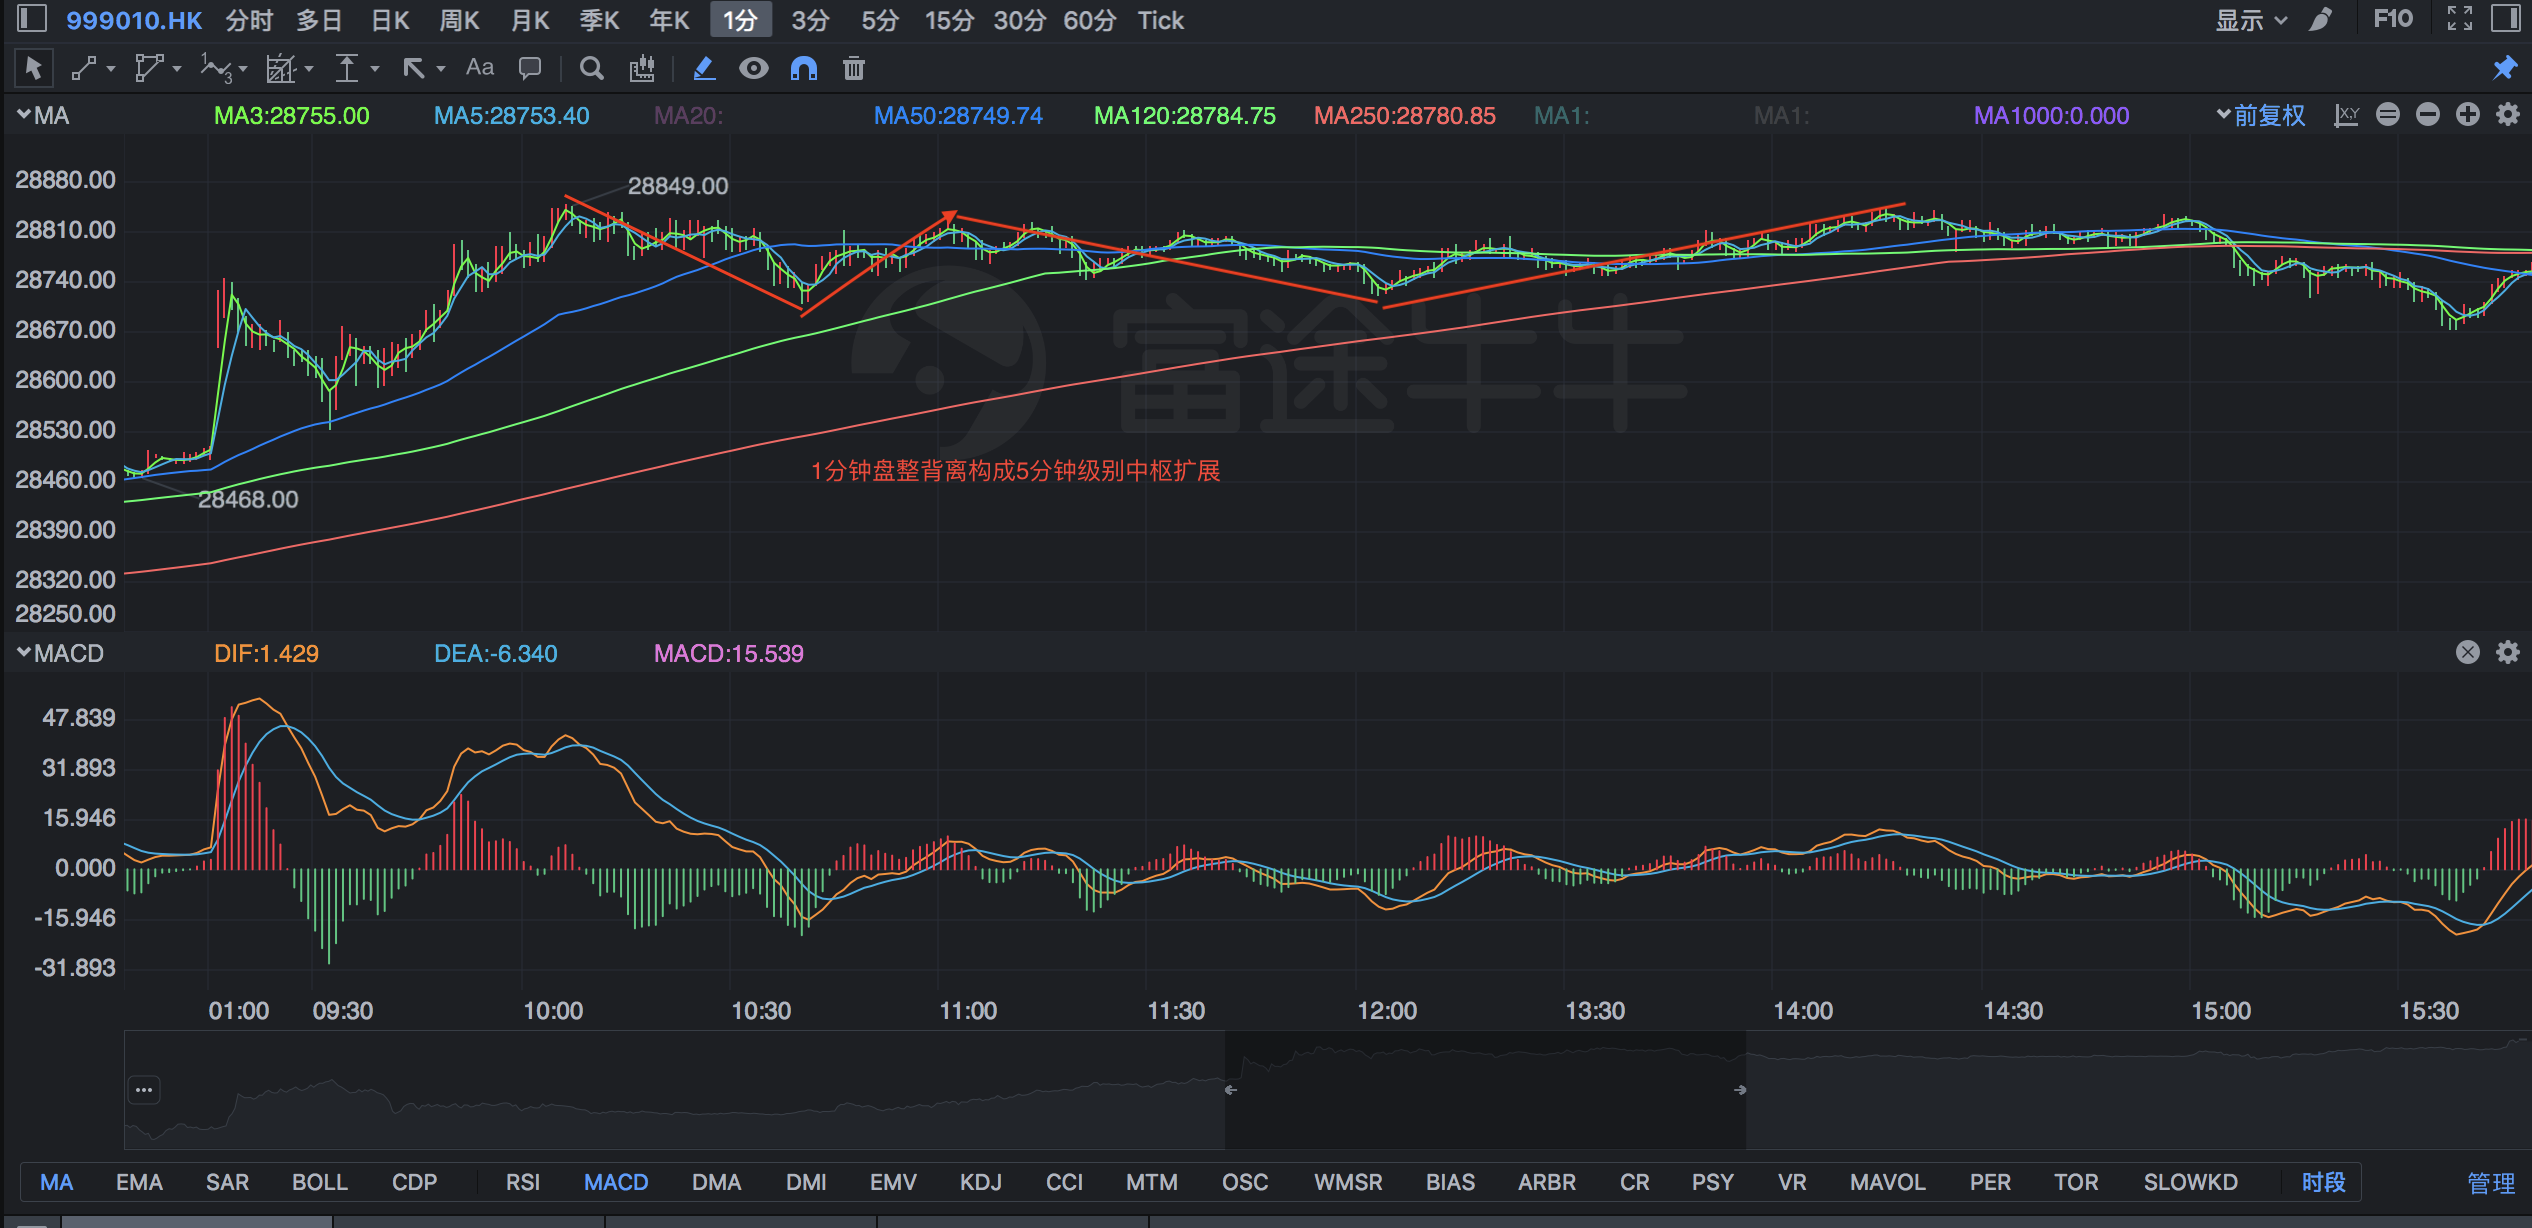 999010.HK 分时 多日 日K 周K 月K 季K 年K 1分 3分 5分 15分 30分 60分 Tick 显示 F10
1 3 Aa
MA MA3:28755.00 MA5:28753.40 MA20: MA50:28749.74 MA120:28784.75 MA250:28780.85 MA1: MA1: MA1000:0.000 前复权 X,Y
28880.00
28849.00
28810.00
28740.00
28670.00
富途牛牛
28600.00
28530.00
1分钟盘整背离构成5分钟级别中枢扩展
28460.00
28468.00
28390.00
28320.00
28250.00
MACD DIF:1.429 DEA:-6.340 MACD:15.539
47.839
31.893
15.946
0.000
-15.946
-31.893
01:00 09:30 10:00 10:30 11:00 11:30 12:00 13:30 14:00 14:30 15:00 15:30
MA EMA SAR BOLL CDP RSI MACD DMA DMI EMV KDJ CCI MTM OSC WMSR BIAS ARBR CR PSY VR MAVOL PER TOR SLOWKD 时段 管理